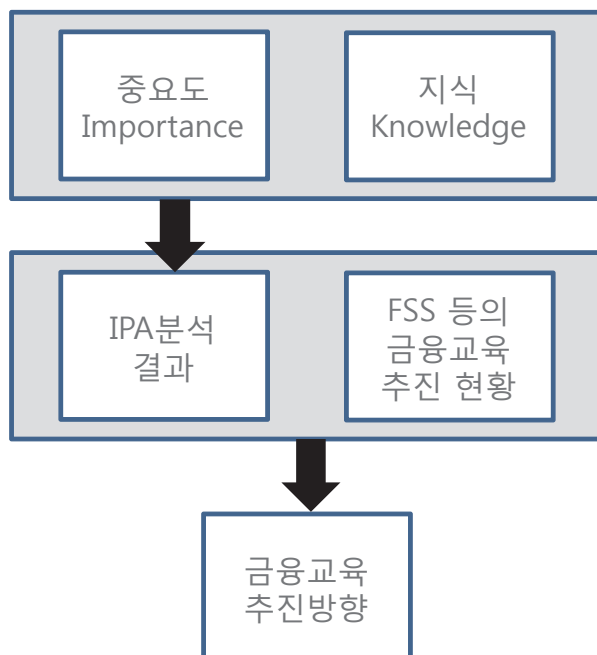 중요도
Importance
지식
Knowledge
IPA분석
결과
FSS 등의
금융교육
추진 현황
금융교육
추진방향